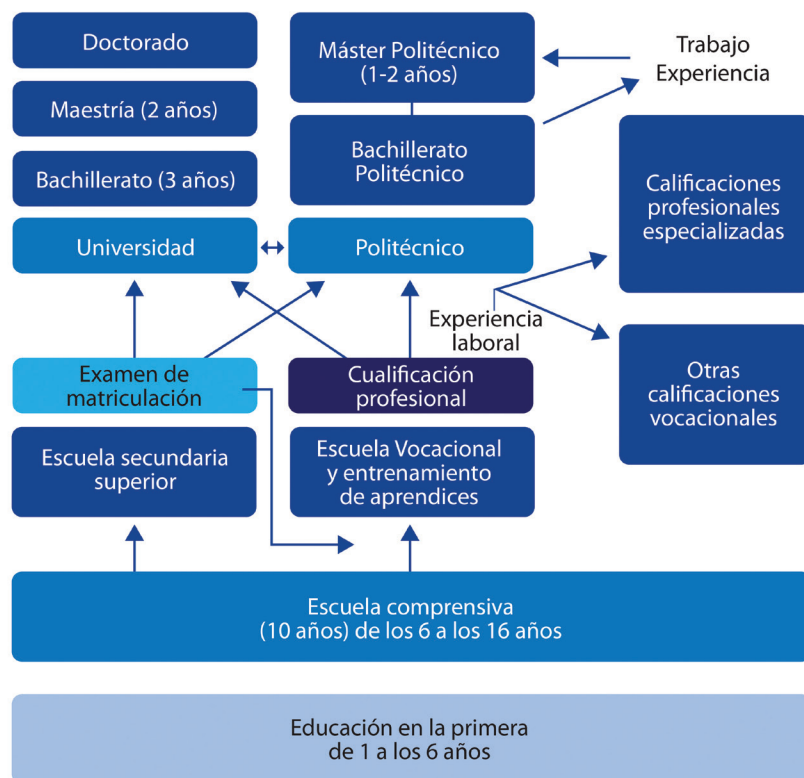 Doctorado
Máster Politécnico
(1-2 años)
Trabajo
Experiencia
Maestría (2 años)
Bachillerato
Politécnico
Bachillerato (3 años)
Calificaciones
profesionales
especializadas
Universidad
Politécnico
Experiencia
laboral
Examen de
matriculación
Cualificación
profesional
Otras
calificaciones
vocacionales
Escuela secundaria
superior
Escuela Vocacional
y entrenamiento
de aprendices
Escuela comprensiva
(10 años) de los 6 a los 16 años
Educación en la primera
de 1 a los 6 años